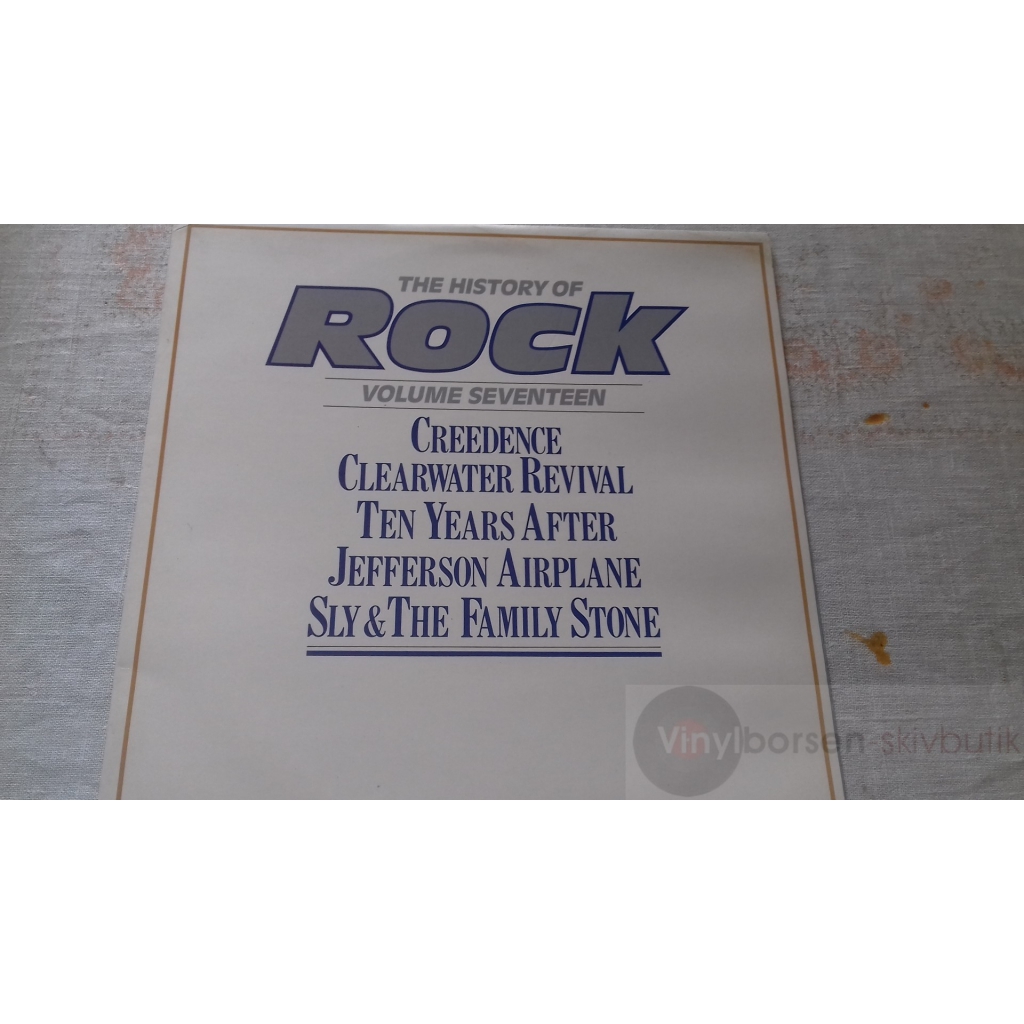 THE HISTORY OF
ROCK
VOLUME SEVENTEEN
CREEDENCE
CLEARWATER REVIVAL
TEN YEARS AFTER
JEFFERSON AIRPLANE
SLY & THE FAMILY STONE
Vinylborsen-skivbutik